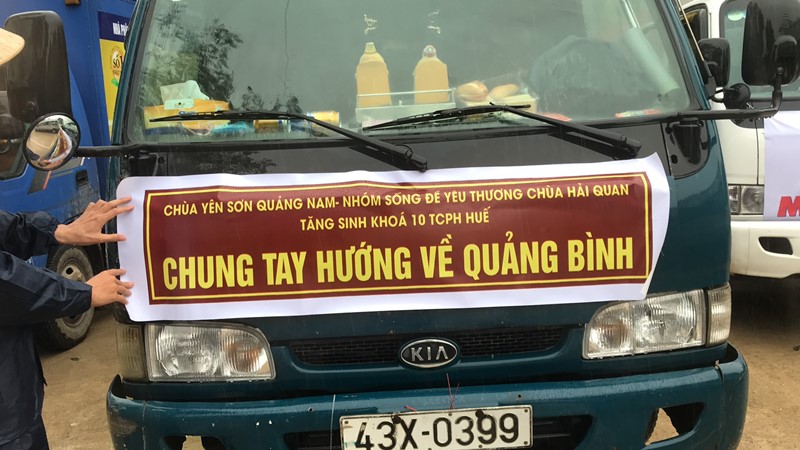 CHÙA YÊN SƠN QUẢNG NAM- NHÓM SỐNG ĐỂ YÊU THƯƠNG CHÙA HẢI QUAN
TĂNG SINH KHOÁ 10 TCPH HUẾ
CHUNG TAY HƯỚNG VỀ QUẢNG BÌNH
KIA
43X-0399